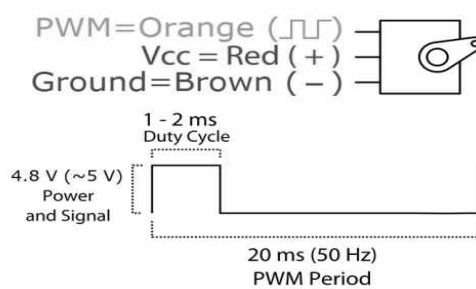 PWM=Orange (⎍⎍)
Vcc = Red (+)
Ground=Brown (−)
1 - 2 ms
Duty Cycle
4.8 V (~5 V)
Power
and Signal
20 ms (50 Hz)
PWM Period